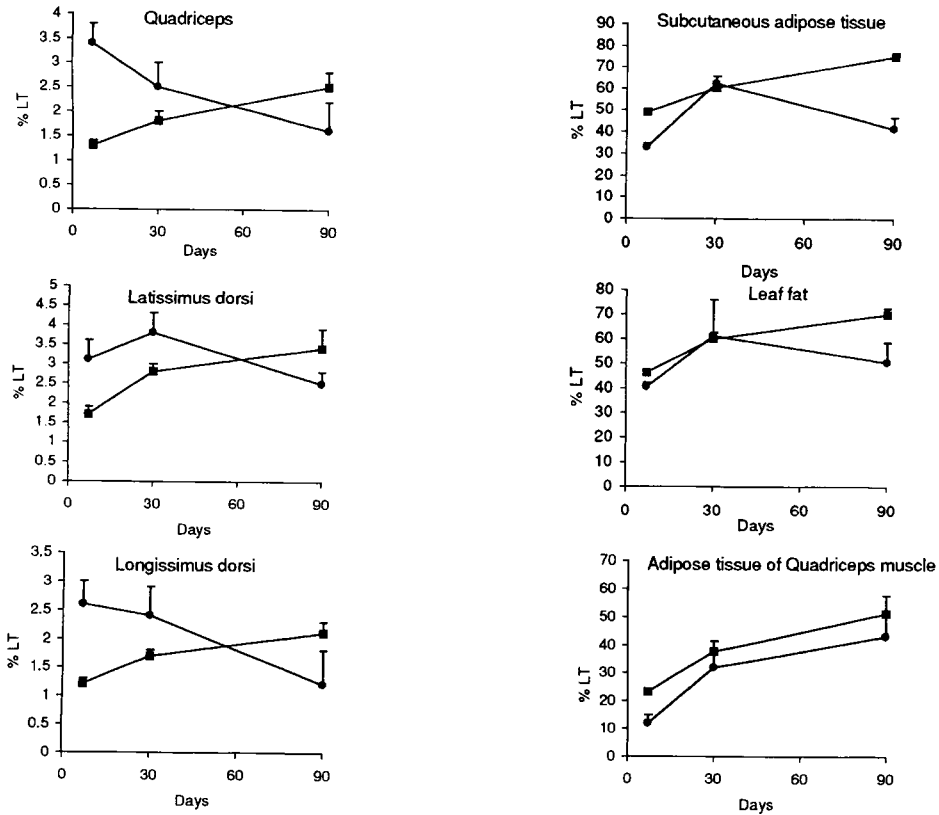 Quadriceps
4
3.5
3
2.5
2
1.5
1
0.5
0
% LT
0 30 60 90
Days
Subcutaneous adipose tissue
90
80
70
60
50
40
30
20
10
0
% LT
0 30 60 90
Days
Latissimus dorsi
5
4.5
4
3.5
3
2.5
2
1.5
1
0.5
0
% LT
0 30 60 90
Days
Leaf fat
80
70
60
50
40
30
20
10
0
% LT
0 30 60 90
Days
Longissimus dorsi
3.5
3
2.5
2
1.5
1
0.5
0
% LT
0 30 60 90
Days
Adipose tissue of Quadriceps muscle
70
60
50
40
30
20
10
0
% LT
0 30 60 90
Days